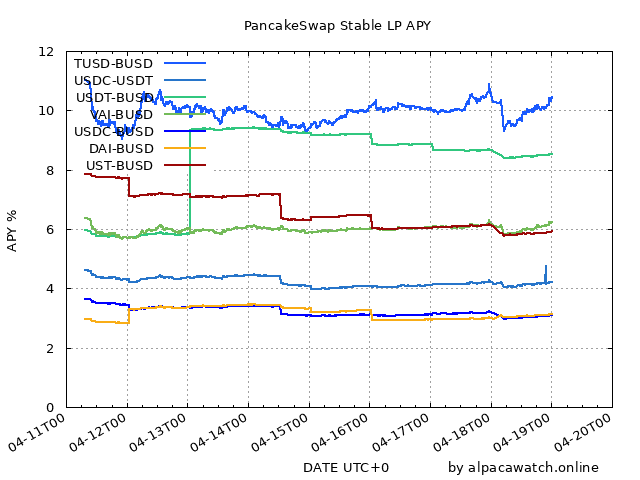 PancakeSwap Stable LP APY
12
10
8
6
4
2
0
APY %
TUSD-BUSD
USDC-USDT
USDT-BUSD
VAI-BUSD
USDC-BUSD
DAI-BUSD
UST-BUSD
04-11T00
04-12T00
04-13T00
04-14T00
04-15T00
04-16T00
04-17T00
04-18T00
04-19T00
04-20T00
DATE UTC+0
by alpacawatch.online